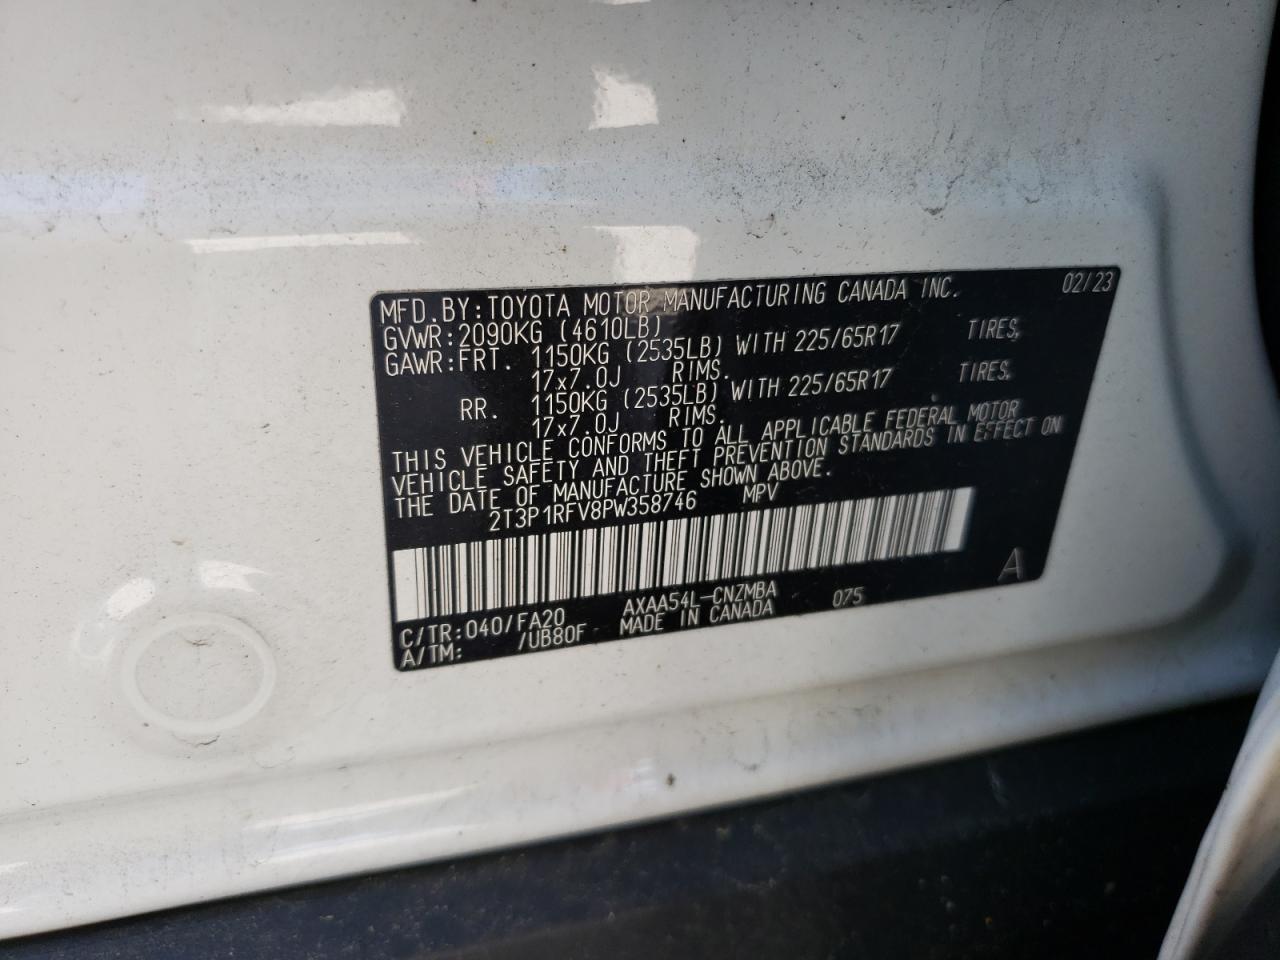 MFD.BY:TOYOTA MOTOR MANUFACTURING CANADA INC. 02/23
GVWR:2090KG (4610LB)
GAWR:FRT. 1150KG (2535LB) WITH 225/65R17 TIRES,
17x7.0J RIMS.
RR. 1150KG (2535LB) WITH 225/65R17 TIRES,
17x7.0J RIMS.
THIS VEHICLE CONFORMS TO ALL APPLICABLE FEDERAL MOTOR
VEHICLE SAFETY AND THEFT PREVENTION STANDARDS IN EFFECT ON
THE DATE OF MANUFACTURE SHOWN ABOVE.
2T3P1RFV8PW358746 MPV
A
C/TR:040/FA20 AXAA54L-CNZMBA 075
A/TM: /UB80F MADE IN CANADA